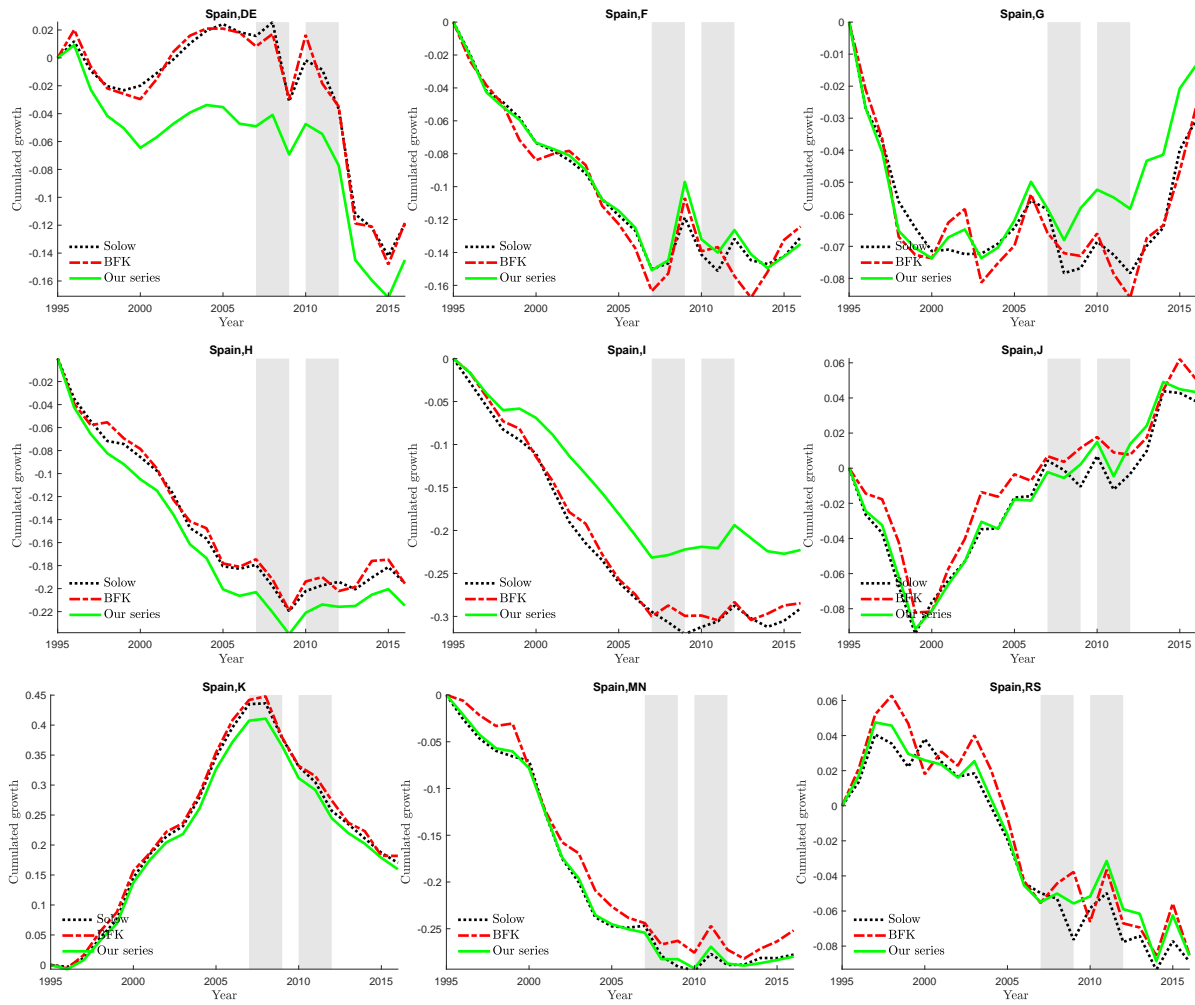 Spain,DE
0.02
0
-0.02
-0.04
-0.06
-0.08
-0.1
-0.12
-0.14
-0.16
Cumulated growth
Solow
BFK
Our series
1995 2000 2005 2010 2015
Year
Spain,F
0
-0.02
-0.04
-0.06
-0.08
-0.1
-0.12
-0.14
-0.16
Cumulated growth
Solow
BFK
Our series
1995 2000 2005 2010 2015
Year
Spain,G
0
-0.01
-0.02
-0.03
-0.04
-0.05
-0.06
-0.07
-0.08
Cumulated growth
Solow
BFK
Our series
1995 2000 2005 2010 2015
Year
Spain,H
-0.02
-0.04
-0.06
-0.08
-0.1
-0.12
-0.14
-0.16
-0.18
-0.2
-0.22
Cumulated growth
Solow
BFK
Our series
1995 2000 2005 2010 2015
Year
Spain,I
0
-0.05
-0.1
-0.15
-0.2
-0.25
-0.3
Cumulated growth
Solow
BFK
Our series
1995 2000 2005 2010 2015
Year
Spain,J
0.06
0.04
0.02
0
-0.02
-0.04
-0.06
-0.08
Cumulated growth
Solow
BFK
Our series
1995 2000 2005 2010 2015
Year
Spain,K
0.45
0.4
0.35
0.3
0.25
0.2
0.15
0.1
0.05
0
Cumulated growth
Solow
BFK
Our series
1995 2000 2005 2010 2015
Year
Spain,MN
0
-0.05
-0.1
-0.15
-0.2
-0.25
Cumulated growth
Solow
BFK
Our series
1995 2000 2005 2010 2015
Year
Spain,RS
0.06
0.04
0.02
0
-0.02
-0.04
-0.06
-0.08
Cumulated growth
Solow
BFK
Our series
1995 2000 2005 2010 2015
Year